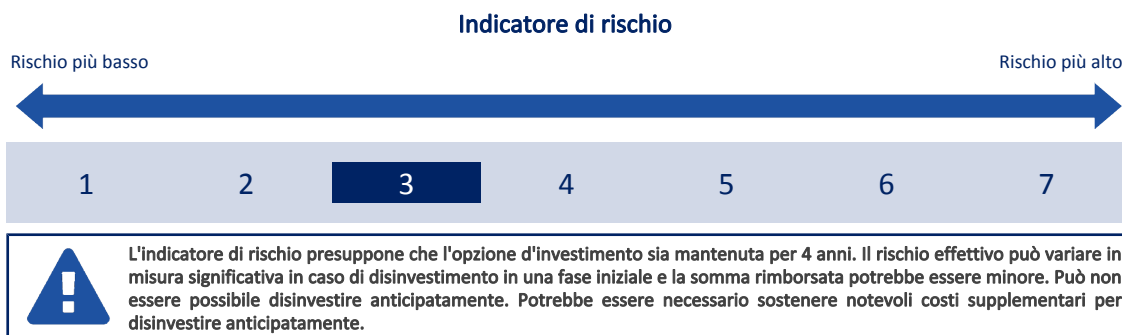 Indicatore di rischio
Rischio più basso
Rischio più alto
1 2 3 4 5 6 7
L'indicatore di rischio presuppone che l'opzione d'investimento sia mantenuta per 4 anni. Il rischio effettivo può variare in
misura significativa in caso di disinvestimento in una fase iniziale e la somma rimborsata potrebbe essere minore. Può non
essere possibile disinvestire anticipatamente. Potrebbe essere necessario sostenere notevoli costi supplementari per
disinvestire anticipatamente.